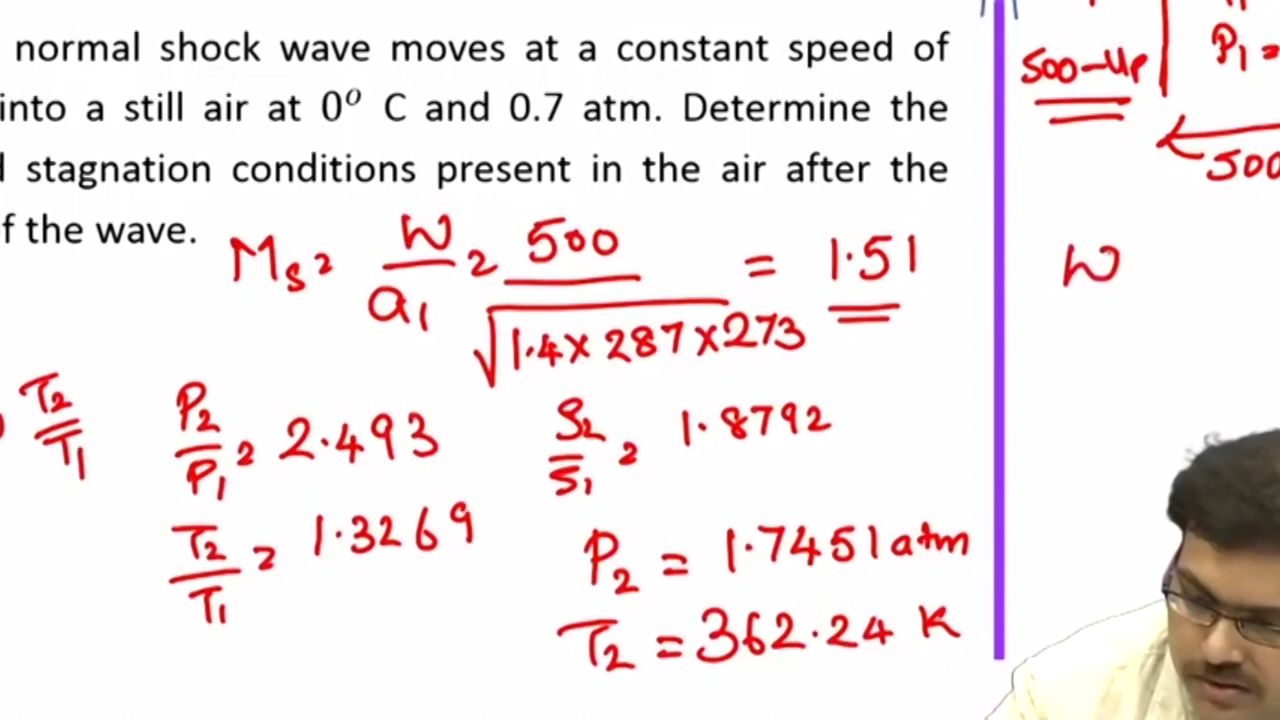 normal shock wave moves at a constant speed of
into a still air at 0° C and 0.7 atm. Determine the
stagnation conditions present in the air after the
of the wave.
Ms = W/a1 = 500/√(1.4×287×273) = 1.51
T2/T1
P2/P1 = 2.493
ρ2/ρ1 = 1.8792
T2/T1 = 1.3269
P2 = 1.7451 atm
T2 = 362.24 K
500-up
P1 =
500
W